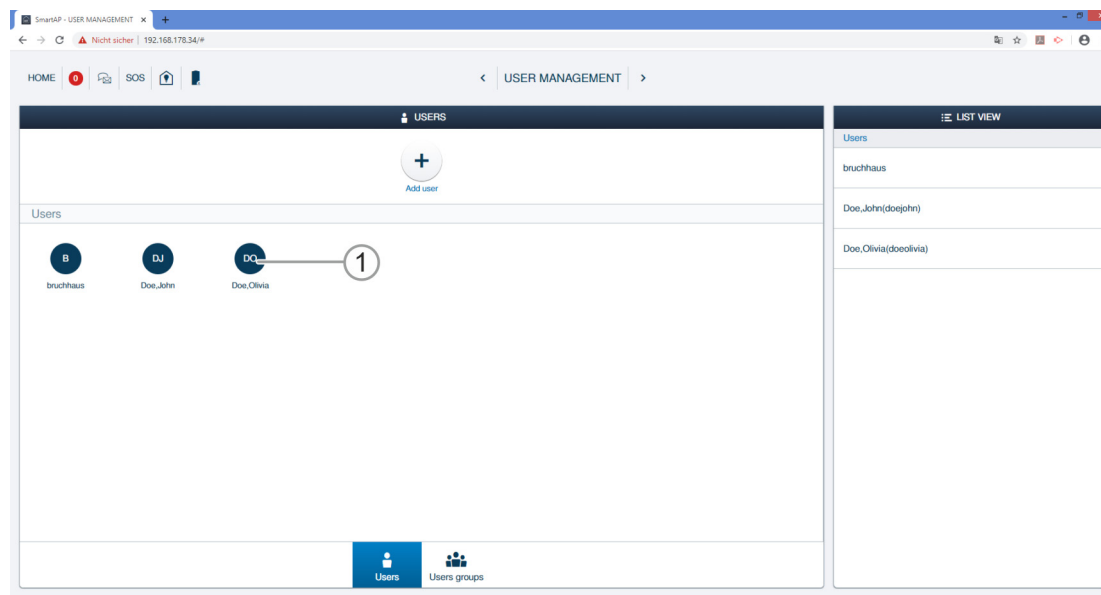 SmartAP - USER MANAGEMENT
Nicht sicher | 192.168.178.34/#
HOME 0 SOS < USER MANAGEMENT >
USERS
Add user
Users
B DJ DO 1
bruchhaus Doe,John Doe,Olivia
Users Users groups
LIST VIEW
Users
bruchhaus
Doe,John(doejohn)
Doe,Olivia(doeolivia)